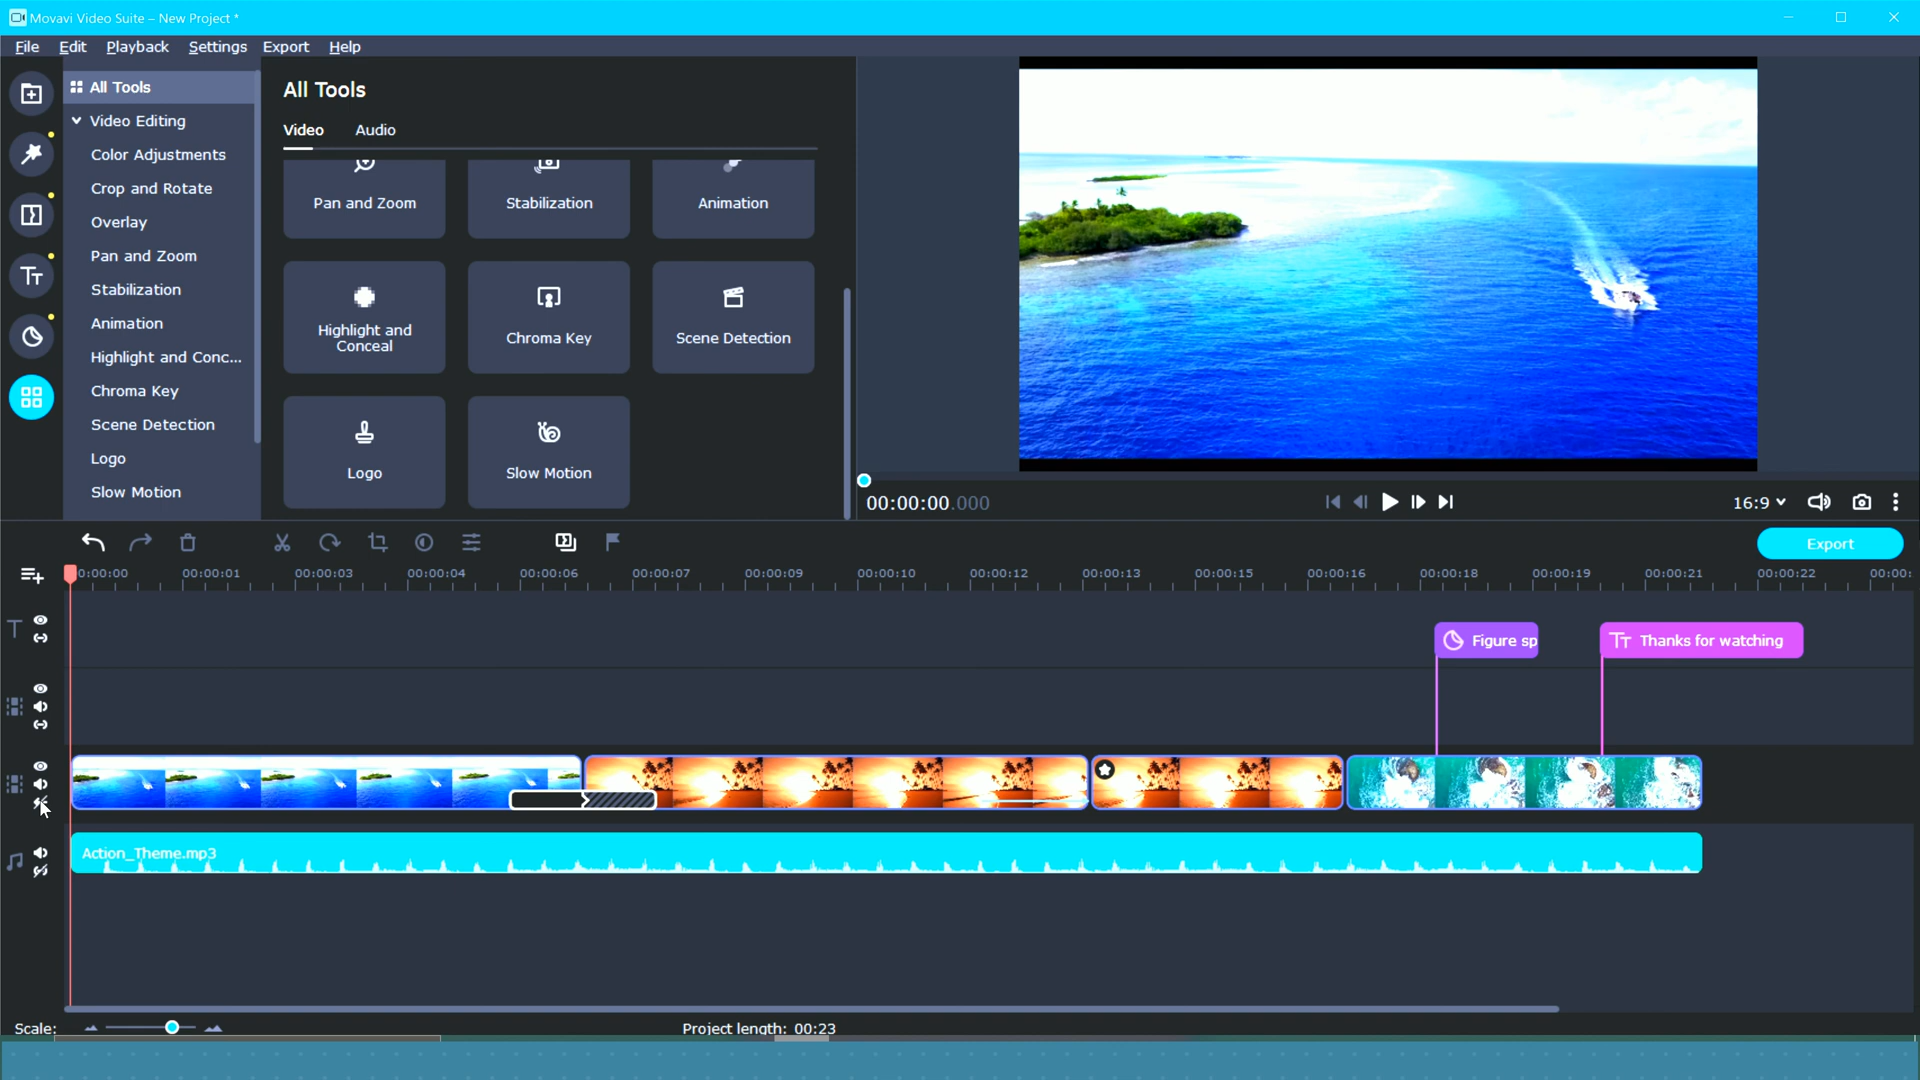 Movavi Video Suite – New Project *
File Edit Playback Settings Export Help
All Tools
Video Editing
Color Adjustments
Crop and Rotate
Overlay
Pan and Zoom
Stabilization
Animation
Highlight and Conc...
Chroma Key
Scene Detection
Logo
Slow Motion
All Tools
Video Audio
Pan and Zoom Stabilization Animation
Highlight and
Conceal
Chroma Key Scene Detection
Logo Slow Motion
00:00:00.000
16:9
Export
0:00:00 00:00:01 00:00:03 00:00:04 00:00:06 00:00:07 00:00:09 00:00:10 00:00:12 00:00:13 00:00:15 00:00:16 00:00:18 00:00:19 00:00:21 00:00:22 00:00:
Figure sp Thanks for watching
Action_Theme.mp3
Scale: Project length: 00:23